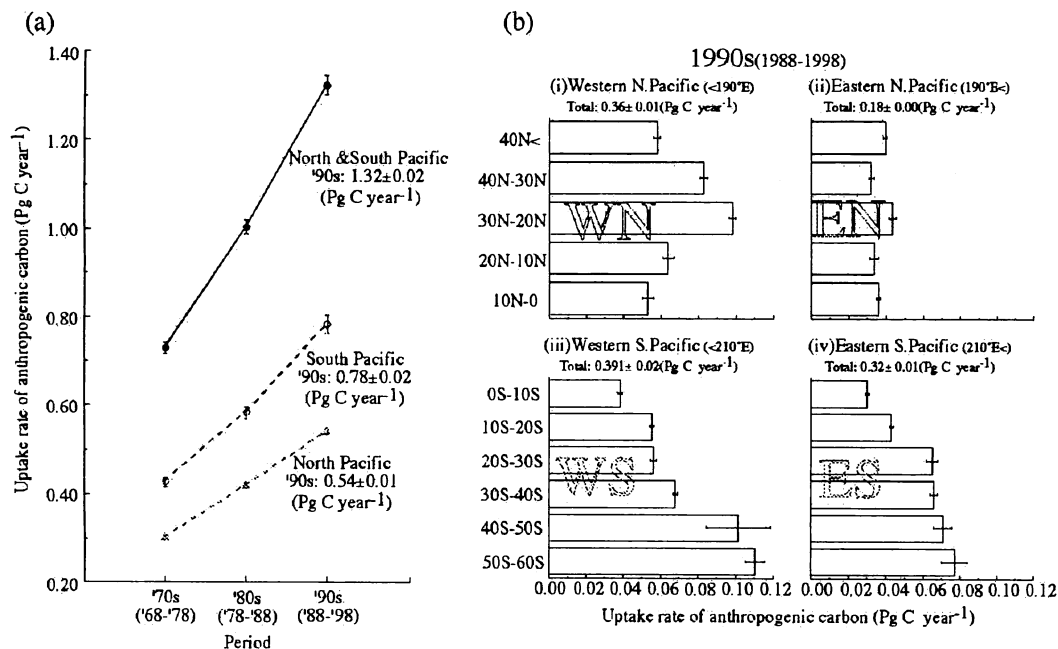 (a)
1.40
1.20
1.00
0.80
0.60
0.40
0.20
Uptake rate of anthropogenic carbon (Pg C year-1)
North &South Pacific
'90s: 1.32±0.02
(Pg C year-1)
South Pacific
'90s: 0.78±0.02
(Pg C year-1)
North Pacific
'90s: 0.54±0.01
(Pg C year-1)
'70s '80s '90s
('68-'78) ('78-'88) ('88-'98)
Period
(b)
1990s(1988-1998)
(i)Western N.Pacific (<190°E)
Total: 0.36± 0.01(Pg C year-1)
40N<
40N-30N
30N-20N
20N-10N
10N-0
WN
(ii)Eastern N.Pacific (190°E<)
Total: 0.18± 0.00(Pg C year-1)
EN
(iii)Western S.Pacific (<210°E)
Total: 0.391± 0.02(Pg C year-1)
0S-10S
10S-20S
20S-30S
30S-40S
40S-50S
50S-60S
WS
(iv)Eastern S.Pacific (210°E<)
Total: 0.32± 0.01(Pg C year-1)
ES
0.00 0.02 0.04 0.06 0.08 0.10 0.12
0.00 0.02 0.04 0.06 0.08 0.10 0.12
Uptake rate of anthropogenic carbon (Pg C year-1)